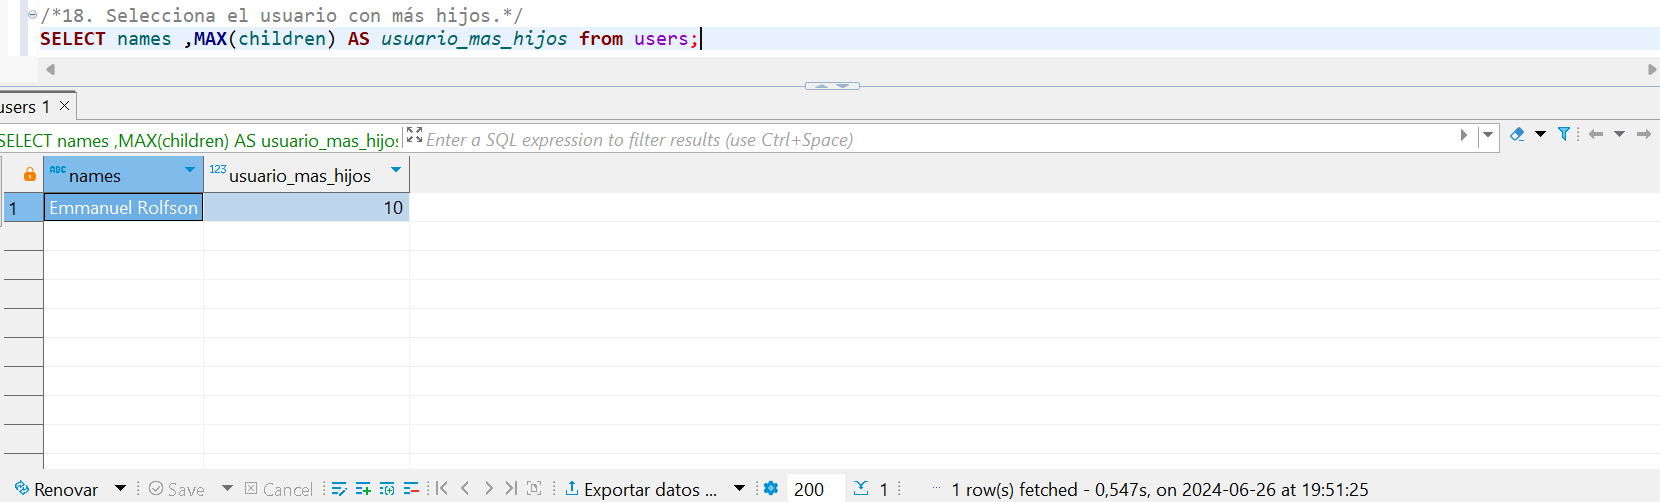 /*18. Selecciona el usuario con más hijos.*/
SELECT names ,MAX(children) AS usuario_mas_hijos from users;
users 1
SELECT names ,MAX(children) AS usuario_mas_hijos Enter a SQL expression to filter results (use Ctrl+Space)
ABC names 123 usuario_mas_hijos
1 Emmanuel Rolfson 10
Renovar Save Cancel Exportar datos ... 200 1 ... 1 row(s) fetched - 0,547s, on 2024-06-26 at 19:51:25